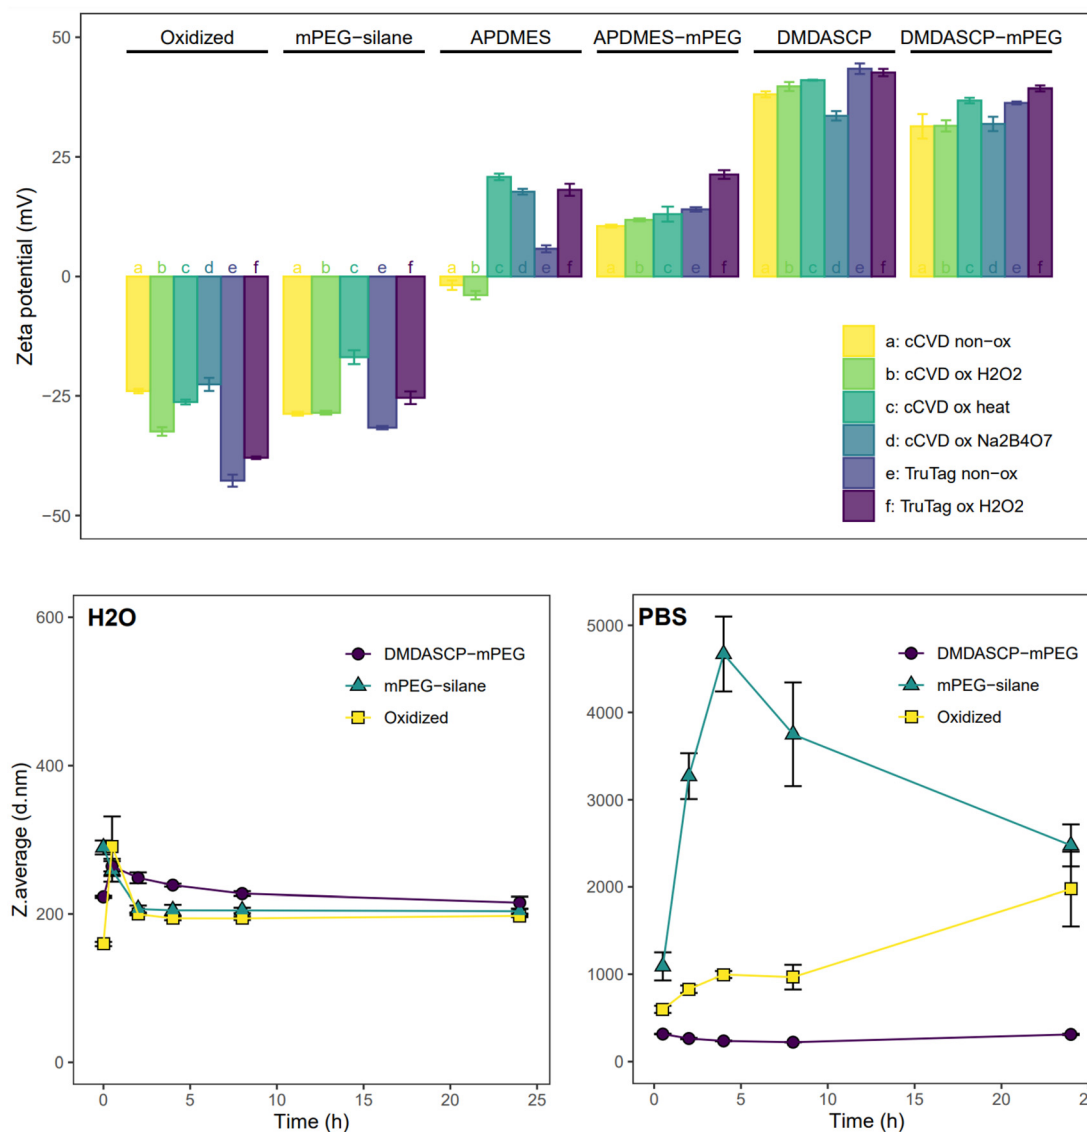 Oxidized mPEG−silane APDMES APDMES−mPEG DMDASCP DMDASCP−mPEG
50
25
0
−25
−50
Zeta potential (mV)
a b c d e f
a b c e f
a b c d e f
a b c e f
a b c d e f
a b c d e f
a: cCVD non−ox
b: cCVD ox H2O2
c: cCVD ox heat
d: cCVD ox Na2B4O7
e: TruTag non−ox
f: TruTag ox H2O2
H2O
DMDASCP−mPEG
mPEG−silane
Oxidized
600
400
200
0
Z.average (d.nm)
0 5 10 15 20 25
Time (h)
PBS
DMDASCP−mPEG
mPEG−silane
Oxidized
5000
4000
3000
2000
1000
0
0 5 10 15 20 2
Time (h)